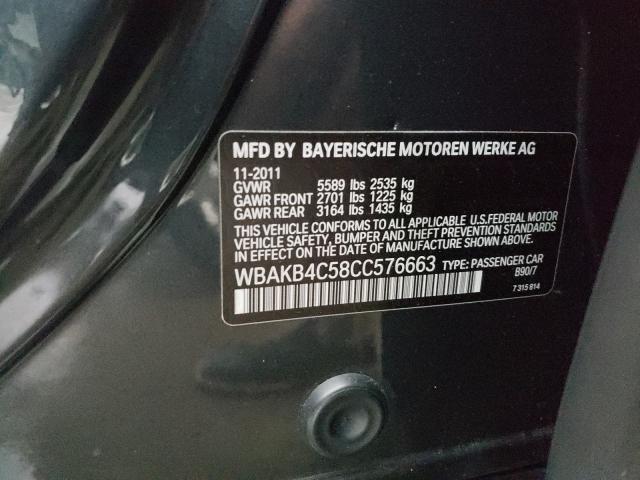 MFD BY BAYERISCHE MOTOREN WERKE AG
11-2011
GVWR 5589 lbs 2535 kg
GAWR FRONT 2701 lbs 1225 kg
GAWR REAR 3164 lbs 1435 kg
THIS VEHICLE CONFORMS TO ALL APPLICABLE U.S.FEDERAL MOTOR
VEHICLE SAFETY, BUMPER AND THEFT PREVENTION STANDARDS
IN EFFECT ON THE DATE OF MANUFACTURE SHOWN ABOVE.
WBAKB4C58CC576663 TYPE: PASSENGER CAR
B90/7
7 315 814